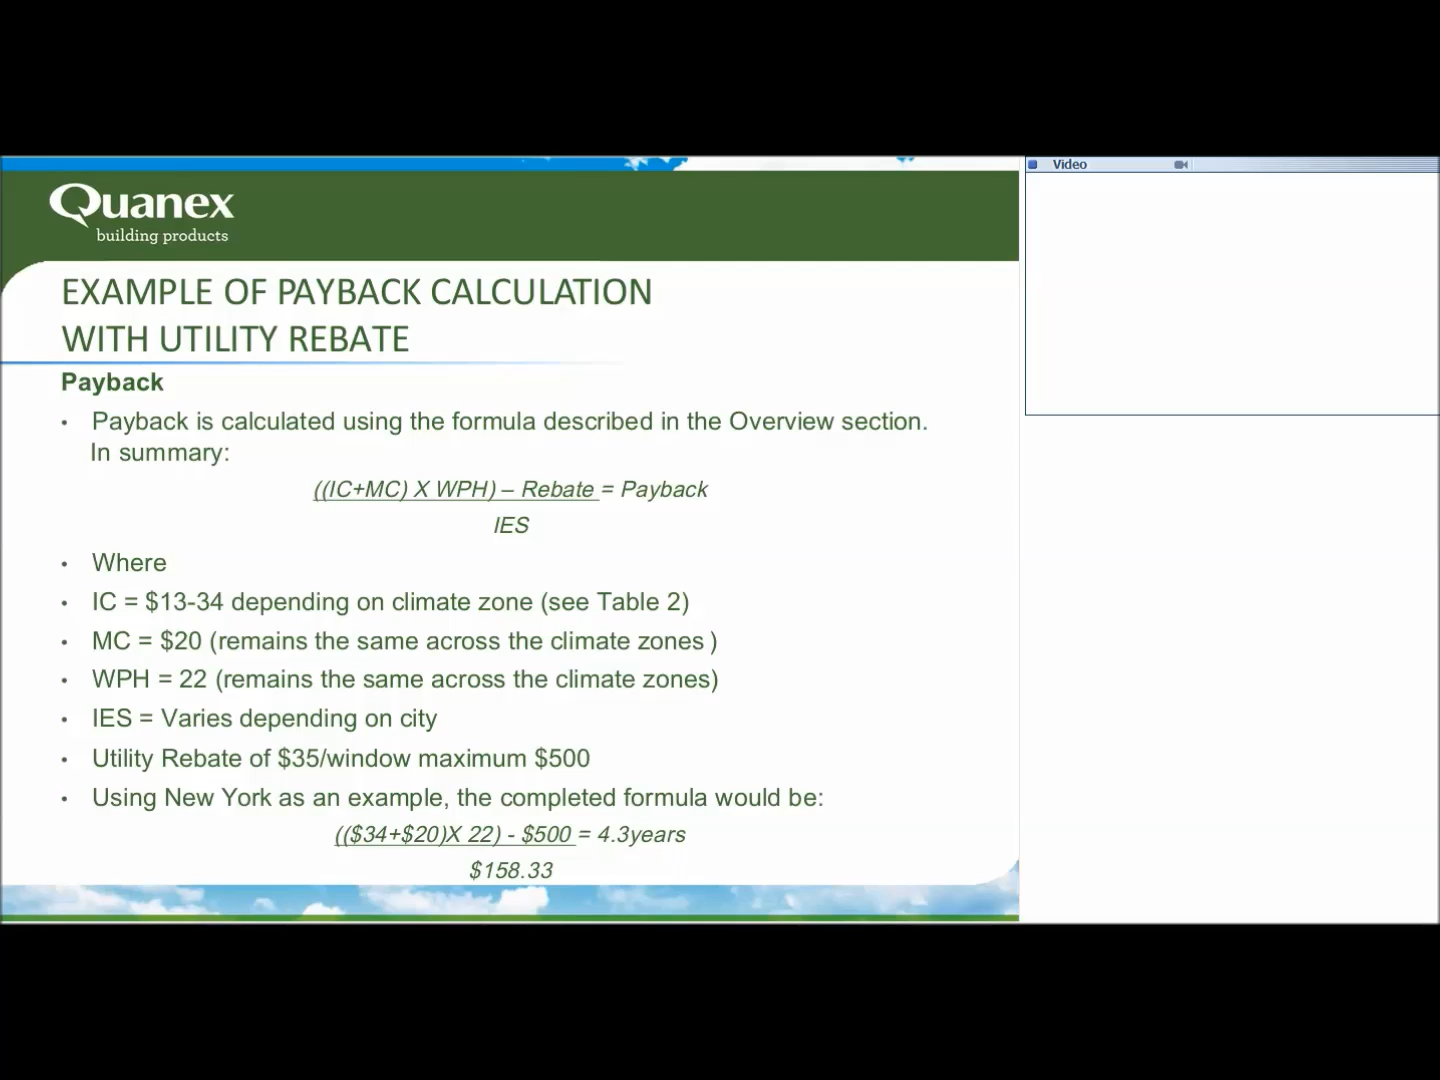 Quanex
building products
Video
EXAMPLE OF PAYBACK CALCULATION
WITH UTILITY REBATE
Payback
• Payback is calculated using the formula described in the Overview section.
In summary:
((IC+MC) X WPH) – Rebate = Payback
IES
• Where
• IC = $13-34 depending on climate zone (see Table 2)
• MC = $20 (remains the same across the climate zones )
• WPH = 22 (remains the same across the climate zones)
• IES = Varies depending on city
• Utility Rebate of $35/window maximum $500
• Using New York as an example, the completed formula would be:
(($34+$20)X 22) - $500 = 4.3years
$158.33